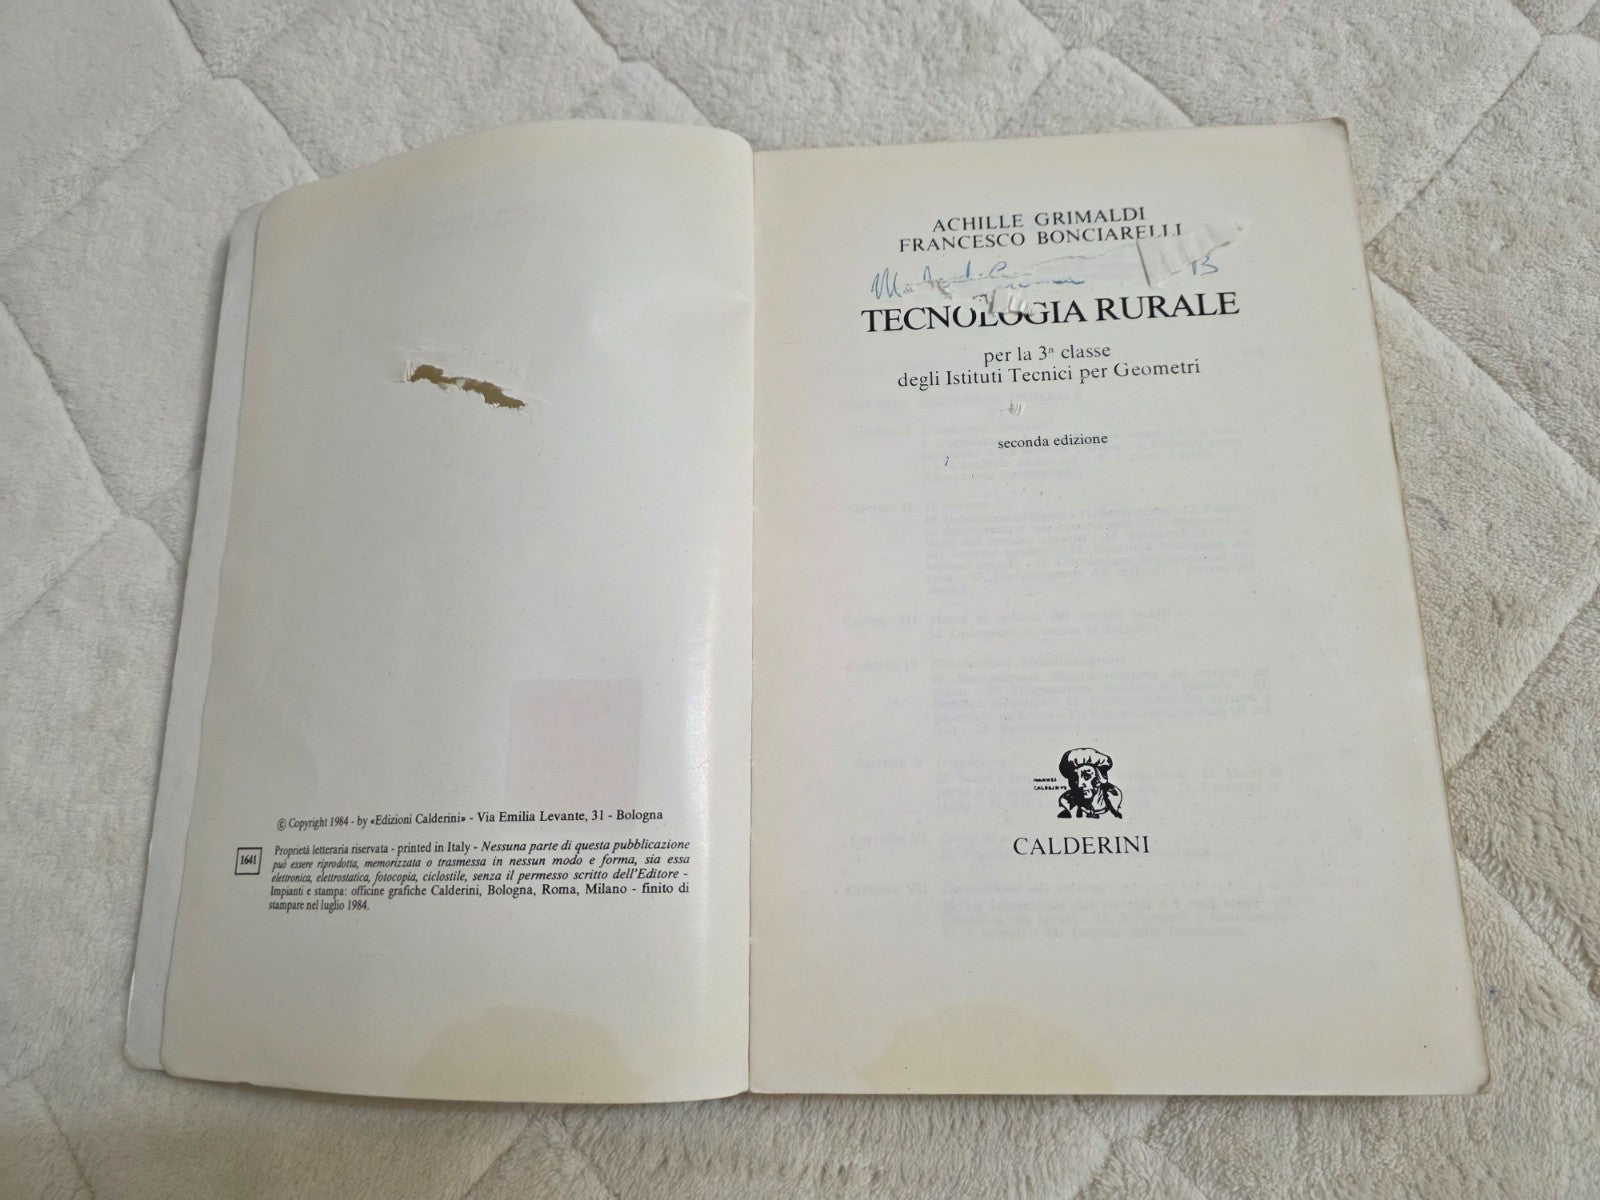 © Copyright 1984 - by «Edizioni Calderini» - Via Emilia Levante, 31 - Bologna
1641
Proprietà letteraria riservata - printed in Italy - Nessuna parte di questa pubblicazione
può essere riprodotta, memorizzata o trasmessa in nessun modo e forma, sia essa
elettronica, elettrostatica, fotocopia, ciclostile, senza il permesso scritto dell'Editore -
Impianti e stampa: officine grafiche Calderini, Bologna, Roma, Milano - finito di
stampare nel luglio 1984.
ACHILLE GRIMALDI
FRANCESCO BONCIARELLI
TECNOLOGIA RURALE
per la 3ª classe
degli Istituti Tecnici per Geometri
seconda edizione
CALDERINI